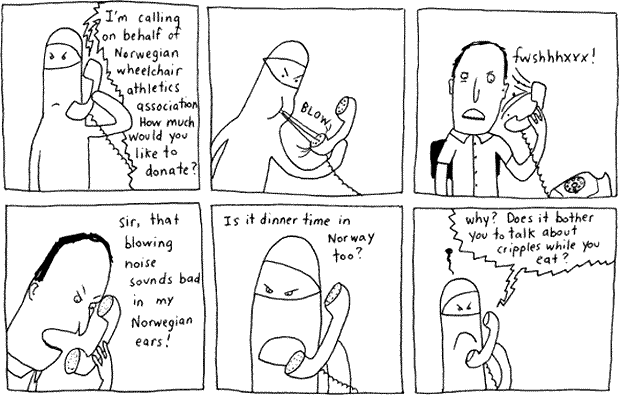 I'm calling
on behalf of
Norwegian
wheelchair
athletics
association
How much
would you
like to
donate?
BLOW
fwshhhxxx!
Sir, that
blowing
noise
sounds bad
in my
Norwegian
ears!
Is it dinner time in
Norway
too?
why? Does it bother
you to talk about
cripples while you
eat?